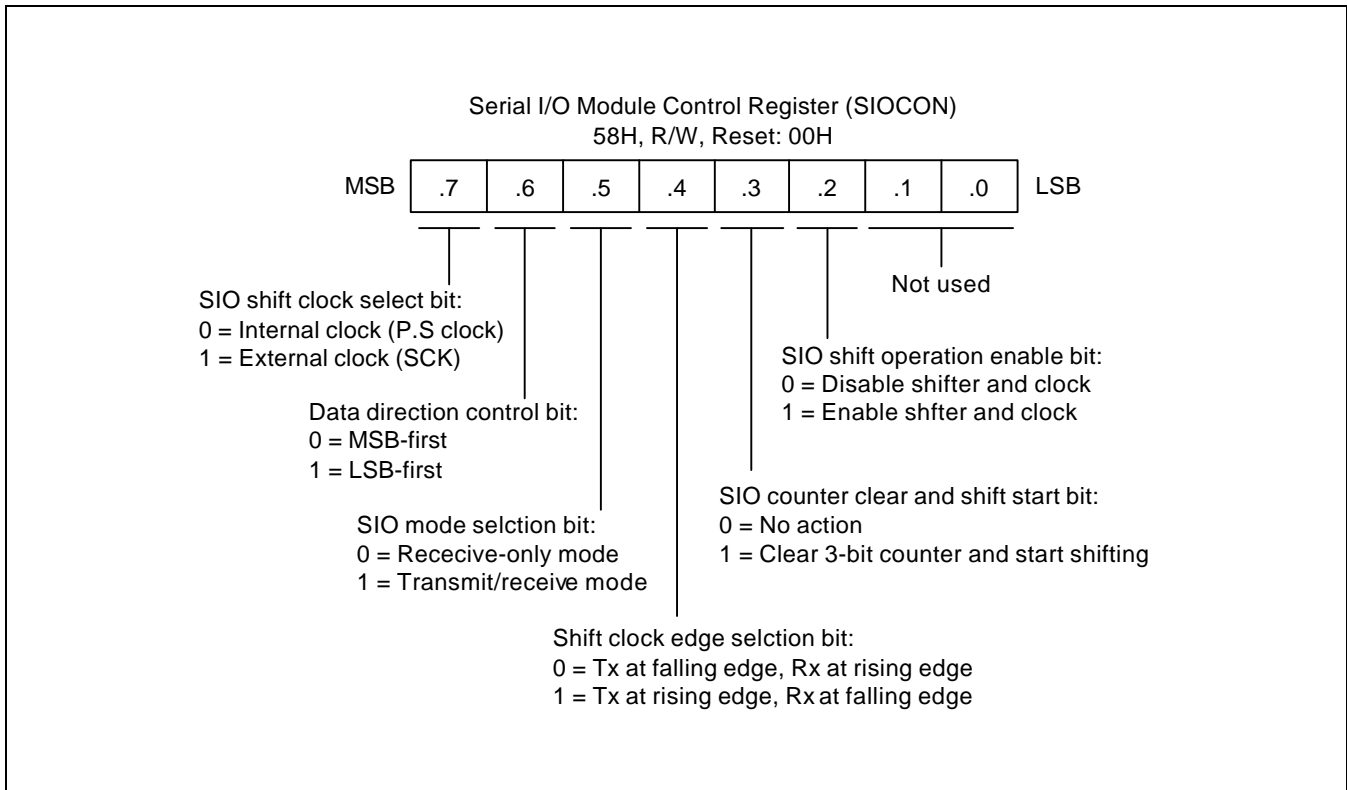 Serial I/O Module Control Register (SIOCON)
58H, R/W, Reset: 00H
MSB .7 .6 .5 .4 .3 .2 .1 .0 LSB
Not used
SIO shift clock select bit:
0 = Internal clock (P.S clock)
1 = External clock (SCK)
SIO shift operation enable bit:
0 = Disable shifter and clock
1 = Enable shfter and clock
Data direction control bit:
0 = MSB-first
1 = LSB-first
SIO counter clear and shift start bit:
0 = No action
1 = Clear 3-bit counter and start shifting
SIO mode selction bit:
0 = Rececive-only mode
1 = Transmit/receive mode
Shift clock edge selction bit:
0 = Tx at falling edge, Rx at rising edge
1 = Tx at rising edge, Rx at falling edge